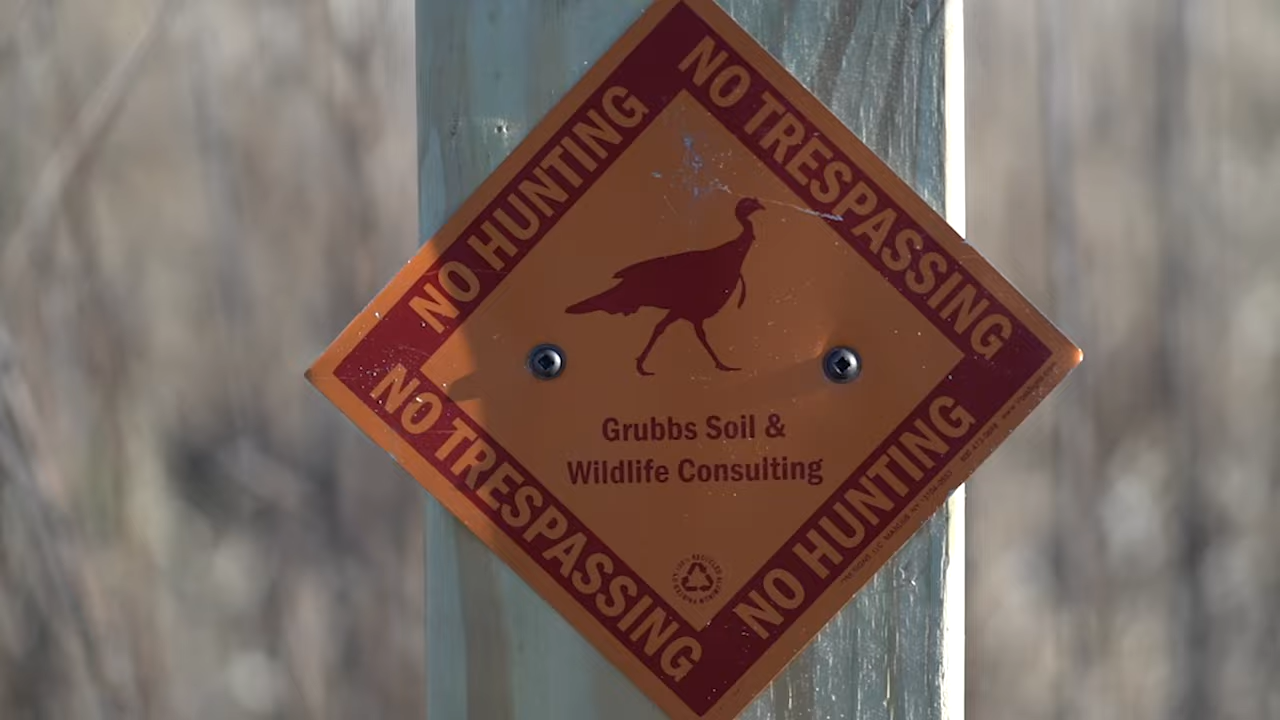 NO HUNTING
NO TRESPASSING
Grubbs Soil &
Wildlife Consulting
NO TRESPASSING
NO HUNTING